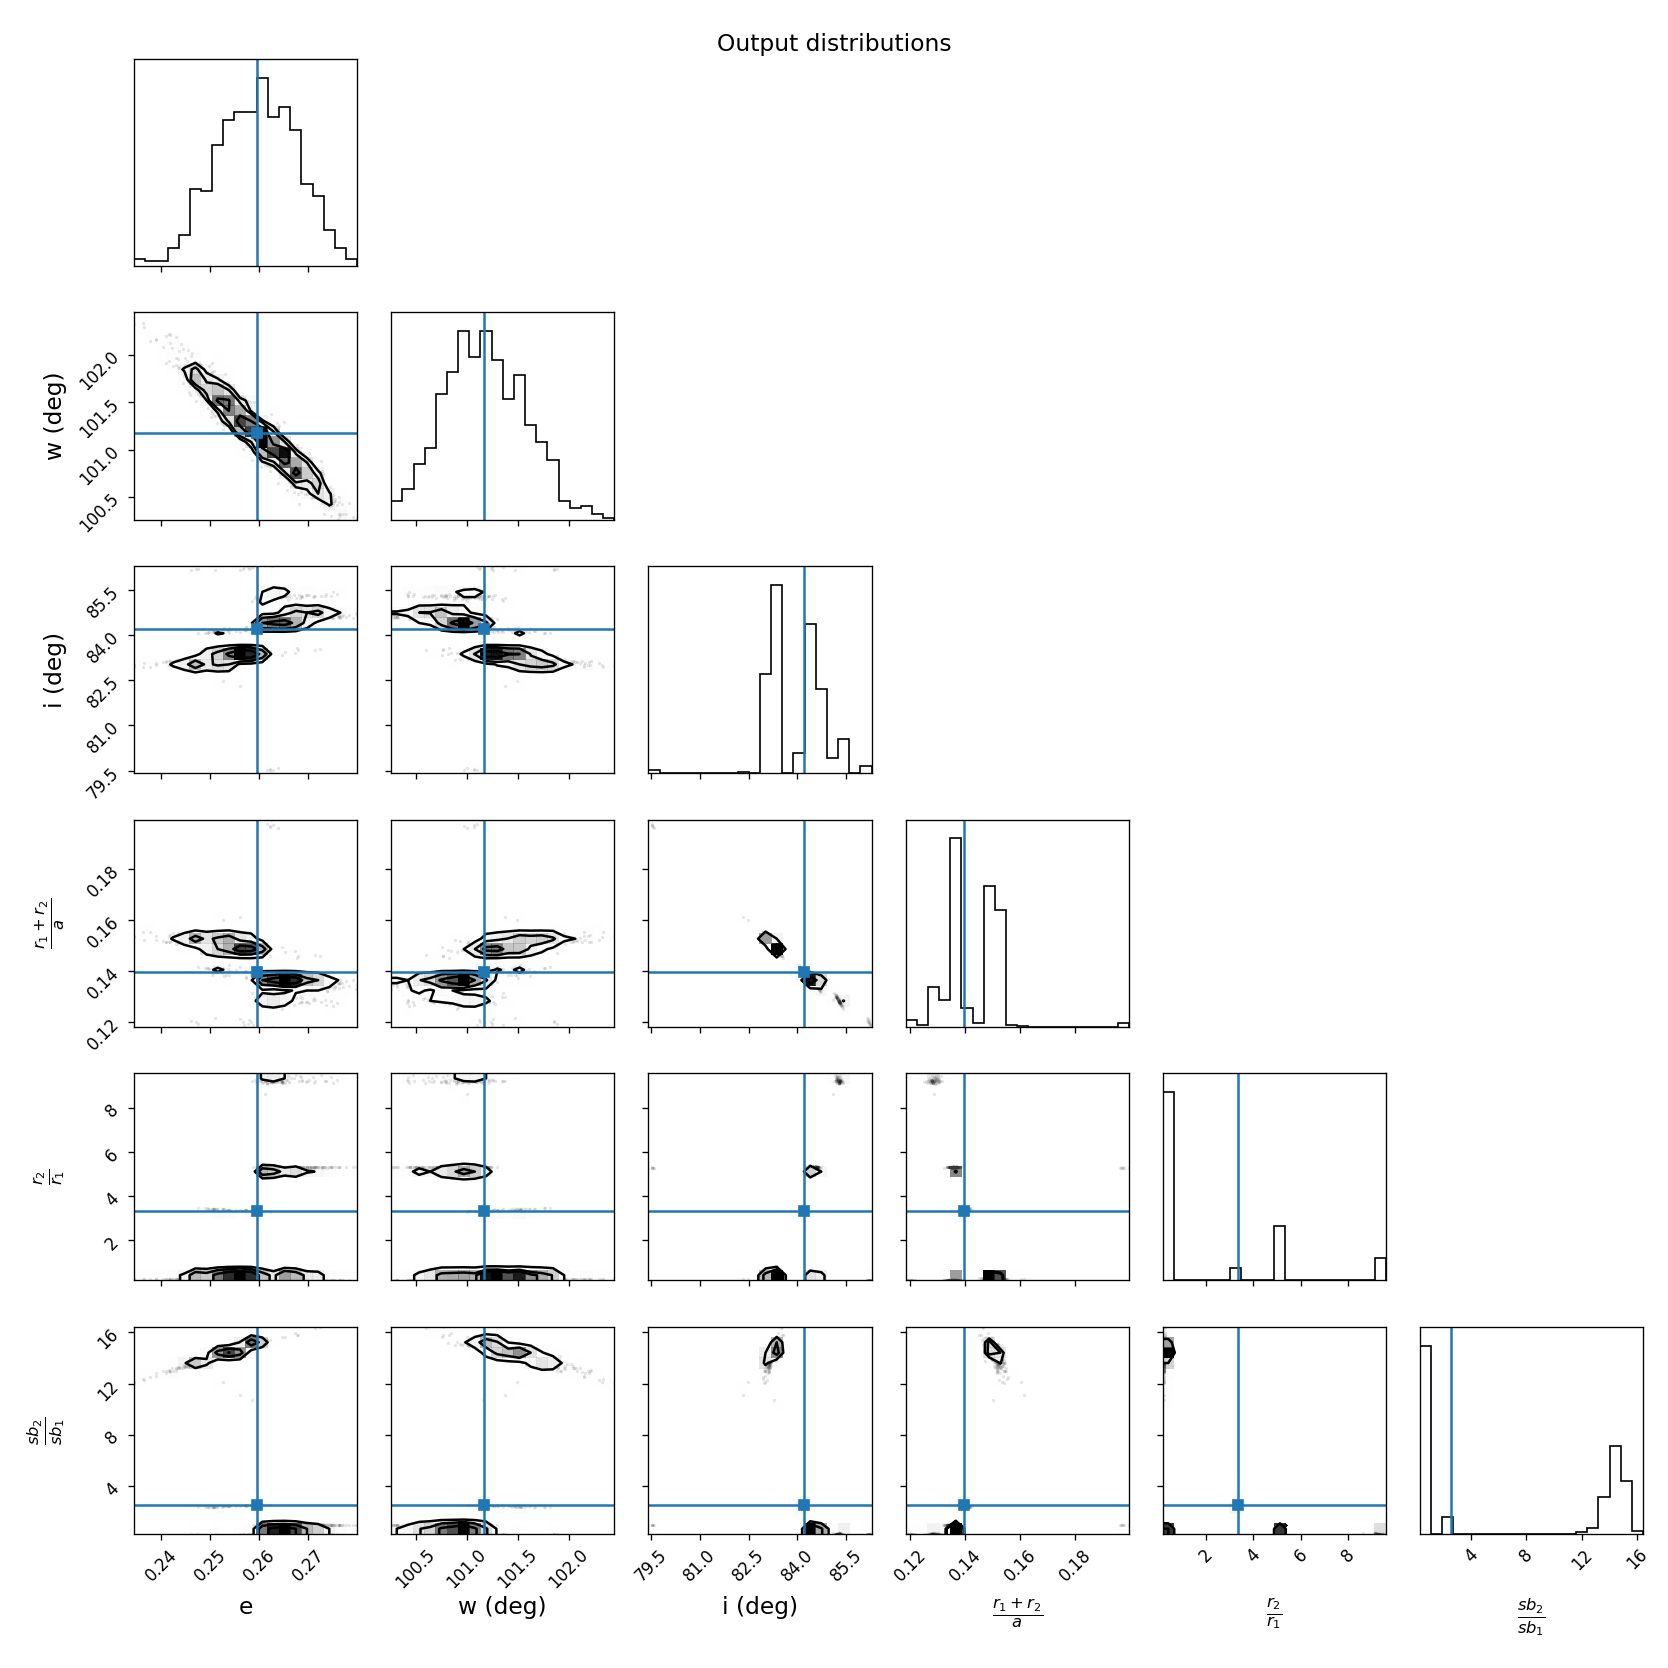 Output distributions
w (deg)
102.0
101.5
101.0
100.5
i (deg)
85.5
84.0
82.5
81.0
79.5
r₁ + r₂
a
0.18
0.16
0.14
0.12
r₂
r₁
8
6
4
2
sb₂
sb₁
16
12
8
4
0.24 0.25 0.26 0.27 100.5 101.0 101.5 102.0 79.5 81.0 82.5 84.0 85.5 0.12 0.14 0.16 0.18 2 4 6 8 4 8 12 16
e w (deg) i (deg) r₁ + r₂ r₂ sb₂
a r₁ sb₁